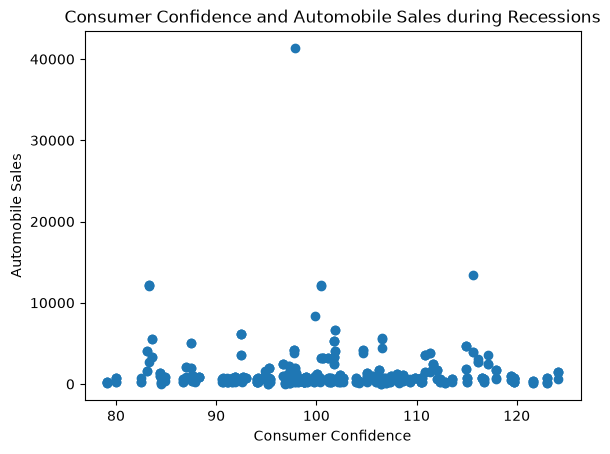 Consumer Confidence and Automobile Sales during Recessions
40000
30000
20000
10000
0
Automobile Sales
80 90 100 110 120
Consumer Confidence